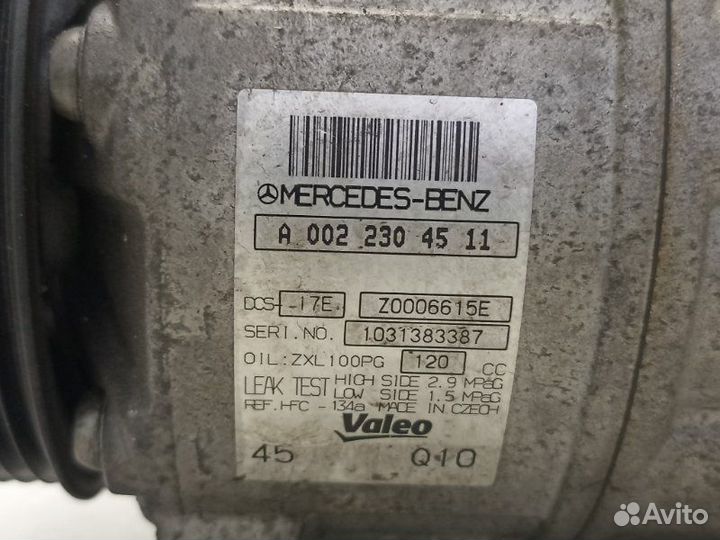 MERCEDES-BENZ
A 002 230 45 11
DCS-17E. Z0006615E
SERI.NO. 1031383387
OIL:ZXL100PG 120 CC
LEAK TEST HIGH SIDE 2.9 MPaG
LOW SIDE 1.5 MPaG
REF.HFC-134a MADE IN CZECH
Valeo
45 Q10
Avito